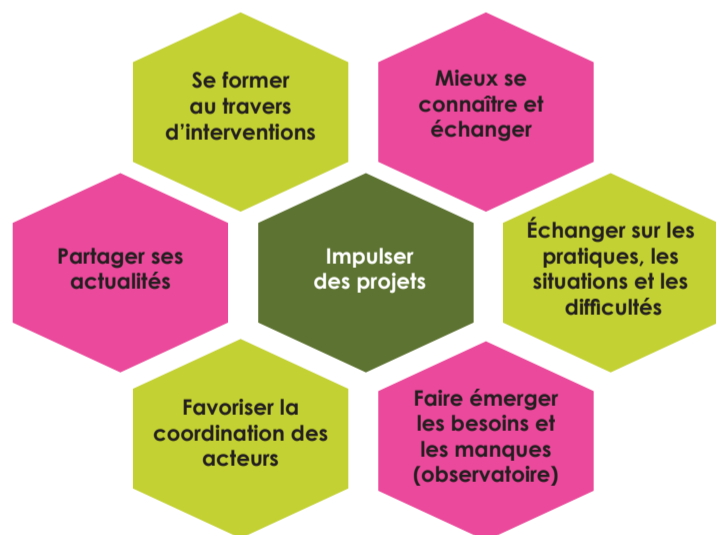 Se former
au travers
d'interventions
Mieux se
connaître et
échanger
Partager ses
actualités
Impulser
des projets
Échanger sur les
pratiques, les
situations et les
difficultés
Favoriser la
coordination des
acteurs
Faire émerger
les besoins et
les manques
(observatoire)